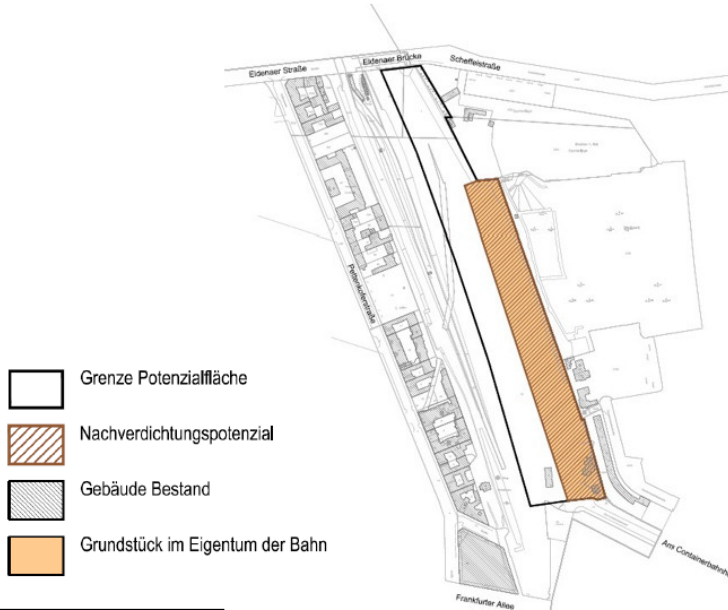 Eldenaer Straße
Eldenaer Brücke
Scheffelstraße
Pettenkoferstraße
Grenze Potenzialfläche
Nachverdichtungspotenzial
Gebäude Bestand
Grundstück im Eigentum der Bahn
Am Containerbahnho
Frankfurter Allee